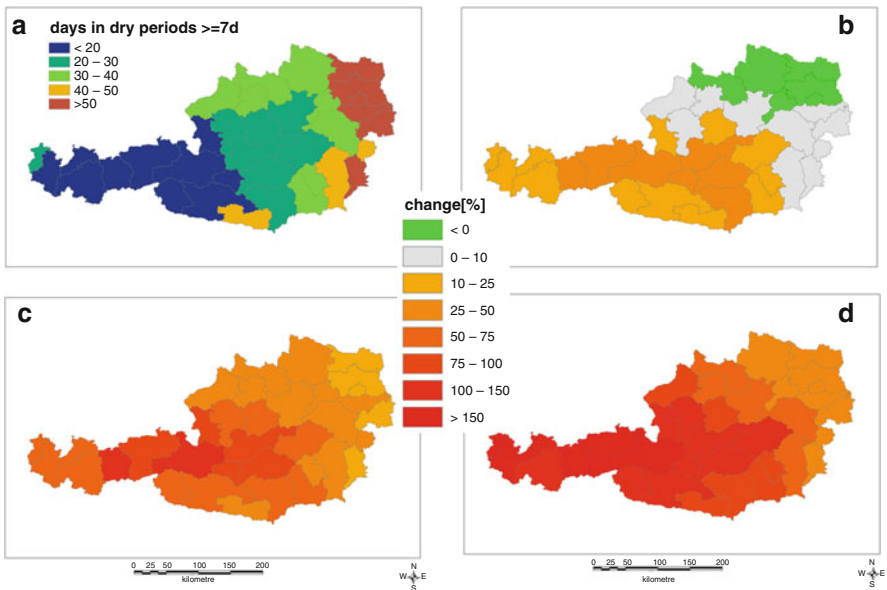 a
days in dry periods >=7d
< 20
20 – 30
30 – 40
40 – 50
>50
b
change[%]
< 0
0 – 10
10 – 25
25 – 50
50 – 75
75 – 100
100 – 150
> 150
c
d
0 25 50 100 150 200
kilometre
N
W E
S
0 25 50 100 150 200
kilometre
N
W E
S